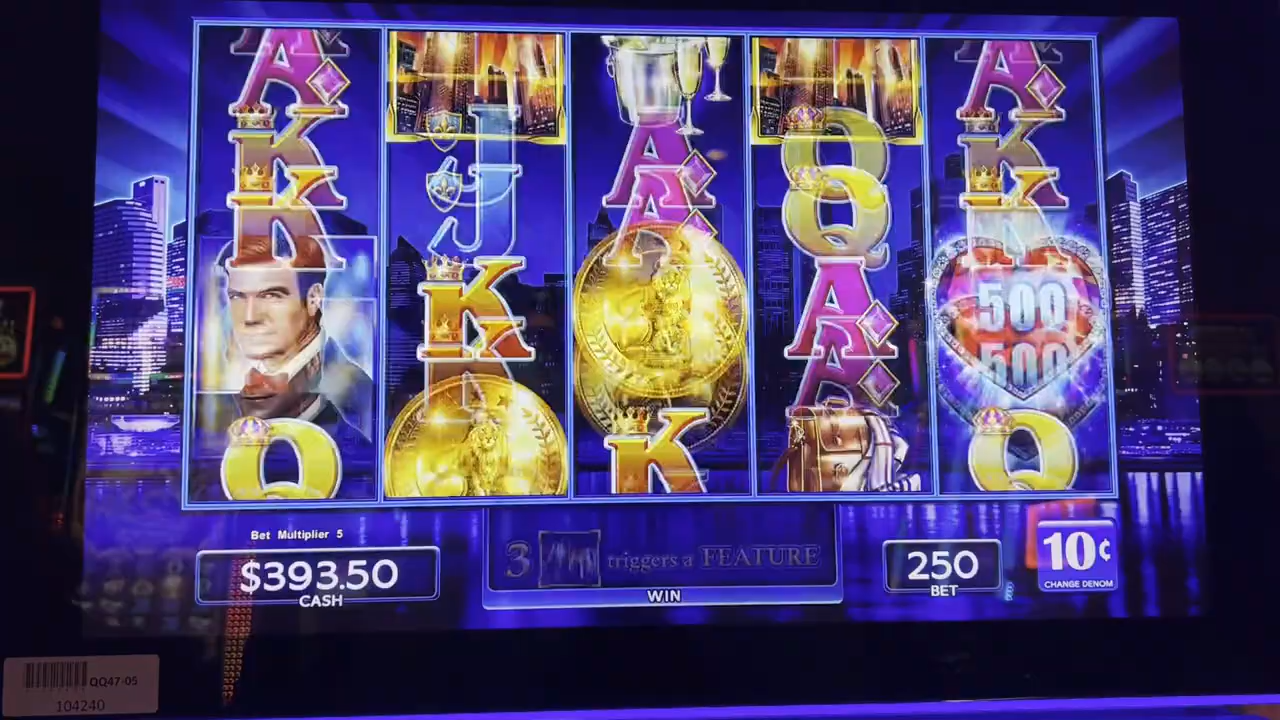 A
A
K
J
K
K
J
A
Q
K
K
A
Q
K
500
K
A
500
K
A
Q
K
Q
Bet Multiplier 5
$393.50
CASH
3 triggers a FEATURE
WIN
250
BET
10¢
CHANGE DENOM
QQ47-05
104240